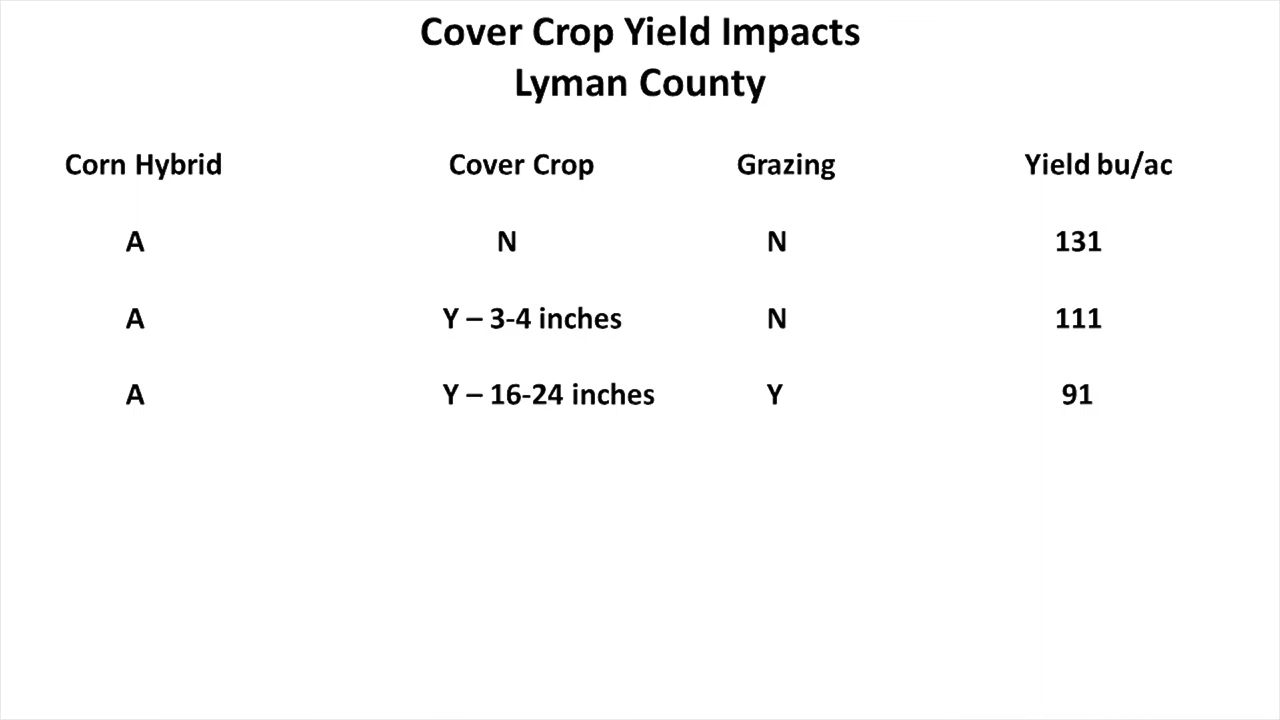 Cover Crop Yield Impacts
Lyman County
Corn Hybrid Cover Crop Grazing Yield bu/ac
A N N 131
A Y – 3-4 inches N 111
A Y – 16-24 inches Y 91